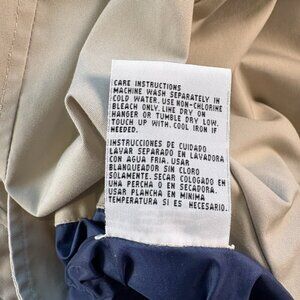 CARE INSTRUCTIONS
MACHINE WASH SEPARATELY IN
COLD WATER. USE NON-CHLORINE
BLEACH ONLY. LINE DRY ON
HANGER OR TUMBLE DRY LOW.
TOUCH UP WITH COOL IRON IF
NEEDED.
INSTRUCCIONES DE CUIDADO
LAVAR SEPARADO EN LAVADORA
CON AGUA FRIA. USAR
BLANQUEADOR SIN CLORO
SOLAMENTE. SECAR COLGADO EN
UNA PERCHA O EN SECADORA.
USAR PLANCHA EN MINIMA
TEMPERATURA SI ES NECESARIO.